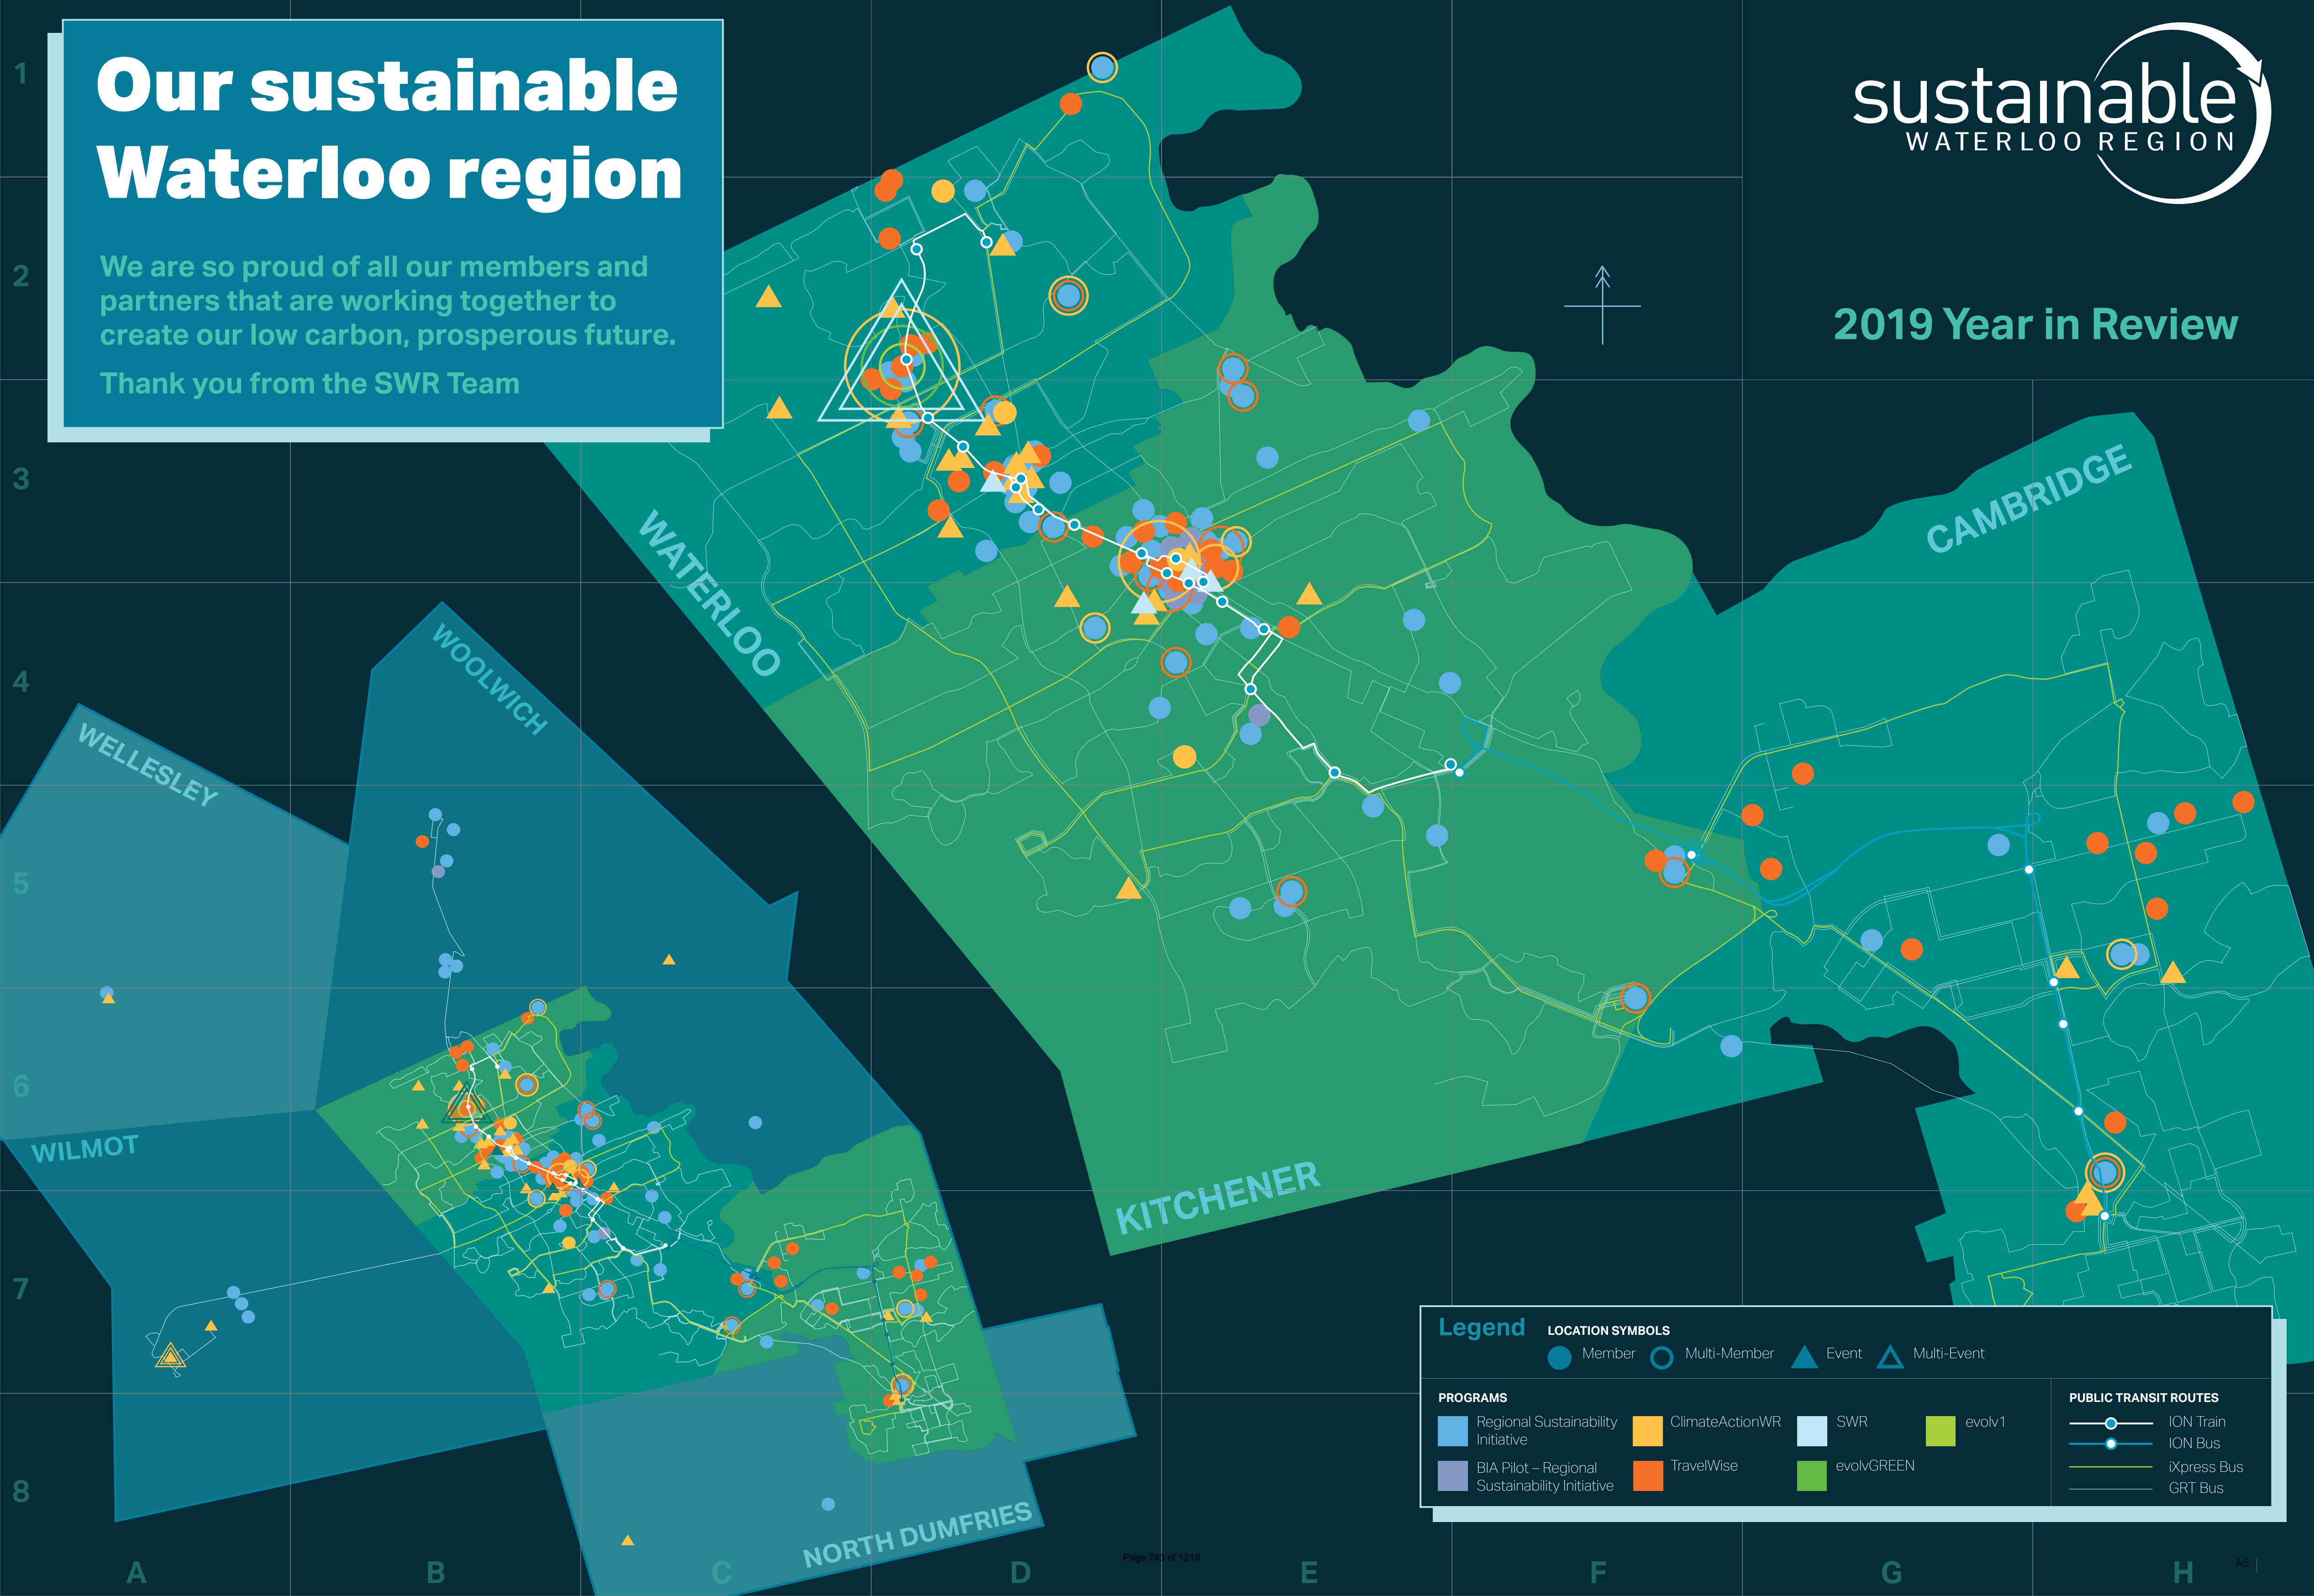 Our sustainable
Waterloo region
We are so proud of all our members and
partners that are working together to
create our low carbon, prosperous future.
Thank you from the SWR Team
sustainable
WATERLOO REGION
2019 Year in Review
1
2
3
4
5
6
7
8
WATERLOO
CAMBRIDGE
WOOLWICH
WELLESLEY
WILMOT
KITCHENER
NORTH DUMFRIES
Legend
LOCATION SYMBOLS
Member
Multi-Member
Event
Multi-Event
PROGRAMS
Regional Sustainability
Initiative
ClimateActionWR
SWR
evolv1
BIA Pilot – Regional
Sustainability Initiative
TravelWise
evolvGREEN
PUBLIC TRANSIT ROUTES
ION Train
ION Bus
iXpress Bus
GRT Bus
A
B
C
D
E
F
G
H
Page 743 of 1218
A5 |